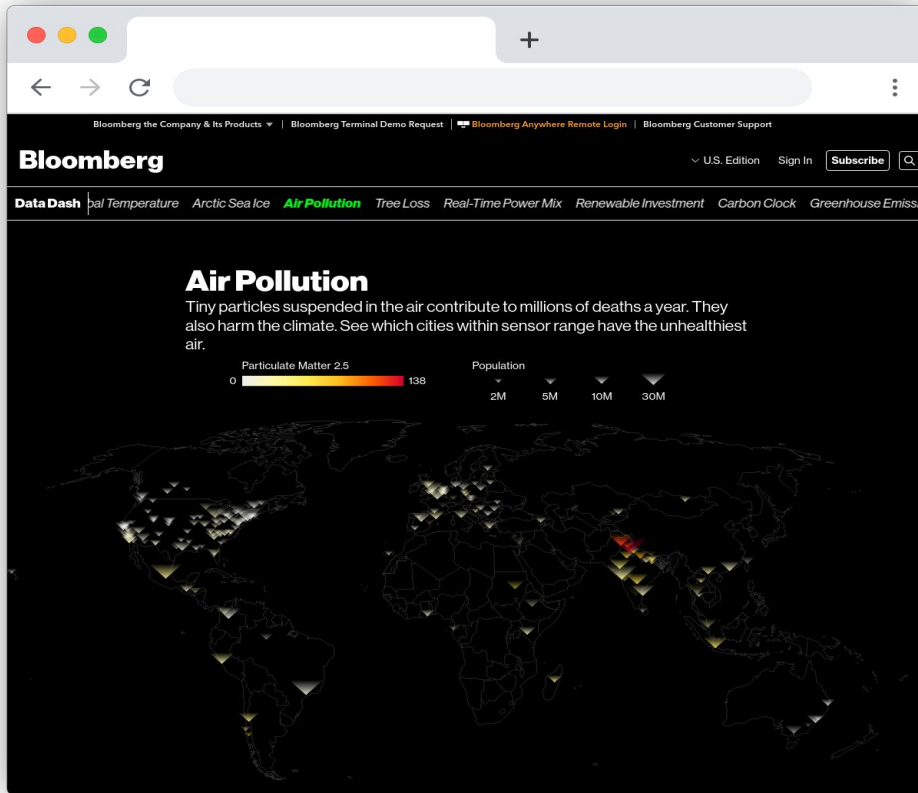 Bloomberg the Company & Its Products | Bloomberg Terminal Demo Request | Bloomberg Anywhere Remote Login | Bloomberg Customer Support
Bloomberg
U.S. Edition Sign In Subscribe
Data Dash bal Temperature Arctic Sea Ice Air Pollution Tree Loss Real-Time Power Mix Renewable Investment Carbon Clock Greenhouse Emiss
Air Pollution
Tiny particles suspended in the air contribute to millions of deaths a year. They
also harm the climate. See which cities within sensor range have the unhealthiest
air.
Particulate Matter 2.5
0 138
Population
2M 5M 10M 30M